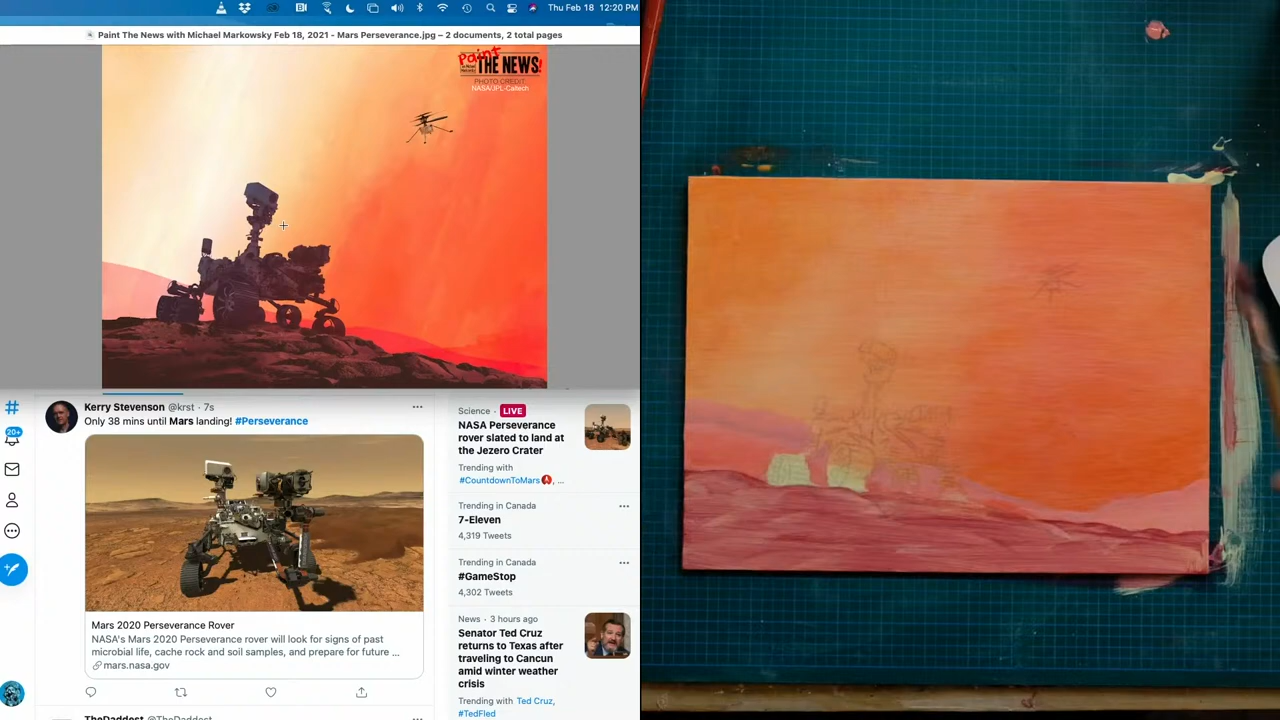 Thu Feb 18 12:20 PM
Paint The News with Michael Markowsky Feb 18, 2021 - Mars Perseverance.jpg – 2 documents, 2 total pages
Paint
THE NEWS!
PHOTO CREDIT:
NASA/JPL-Caltech
Kerry Stevenson @krst · 7s
Only 38 mins until Mars landing! #Perseverance
Mars 2020 Perseverance Rover
NASA's Mars 2020 Perseverance rover will look for signs of past
microbial life, cache rock and soil samples, and prepare for future ...
mars.nasa.gov
TheDaddest @TheDaddest
20+
Science · LIVE
NASA Perseverance
rover slated to land at
the Jezero Crater
Trending with
#CountdownToMars, ...
Trending in Canada
7-Eleven
4,319 Tweets
Trending in Canada
#GameStop
4,302 Tweets
News · 3 hours ago
Senator Ted Cruz
returns to Texas after
traveling to Cancun
amid winter weather
crisis
Trending with Ted Cruz,
#TedFled